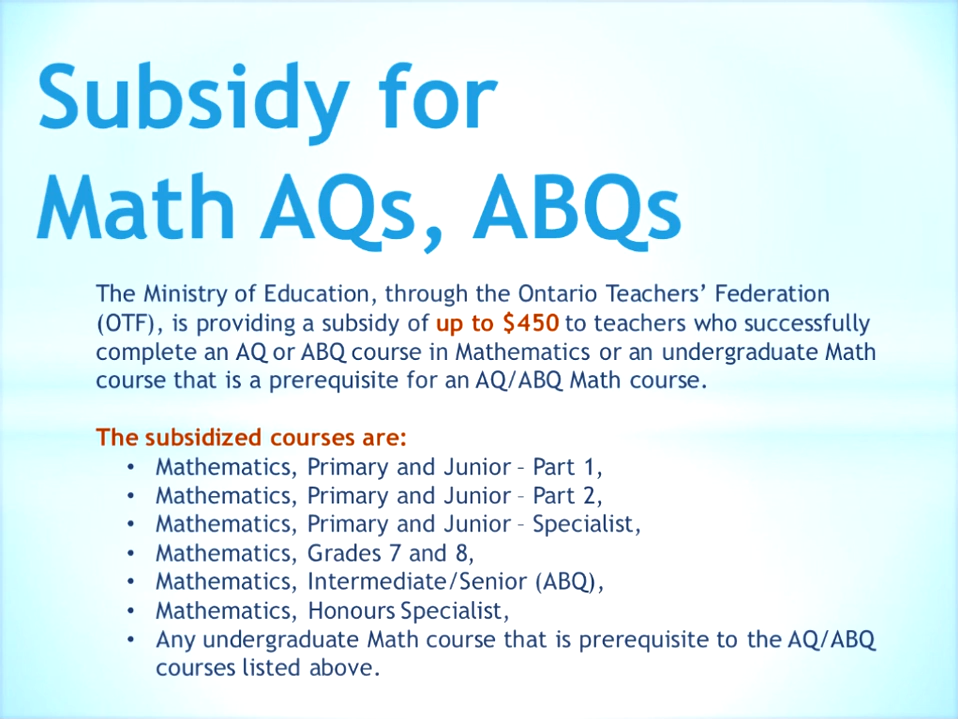 Subsidy for
Math AQs, ABQs
The Ministry of Education, through the Ontario Teachers’ Federation
(OTF), is providing a subsidy of up to $450 to teachers who successfully
complete an AQ or ABQ course in Mathematics or an undergraduate Math
course that is a prerequisite for an AQ/ABQ Math course.
The subsidized courses are:
• Mathematics, Primary and Junior – Part 1,
• Mathematics, Primary and Junior – Part 2,
• Mathematics, Primary and Junior – Specialist,
• Mathematics, Grades 7 and 8,
• Mathematics, Intermediate/Senior (ABQ),
• Mathematics, Honours Specialist,
• Any undergraduate Math course that is prerequisite to the AQ/ABQ
courses listed above.